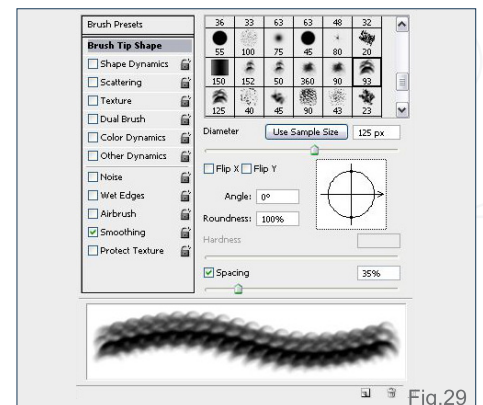 Brush Presets
Brush Tip Shape
Shape Dynamics
Scattering
Texture
Dual Brush
Color Dynamics
Other Dynamics
Noise
Wet Edges
Airbrush
Smoothing
Protect Texture
36 33 63 63 48 32
55 100 75 45 80 20
150 152 50 360 90 93
125 40 45 90 43 23
Diameter Use Sample Size 125 px
Flip X Flip Y
Angle: 0º
Roundness: 100%
Hardness
Spacing 35%
Fig.29